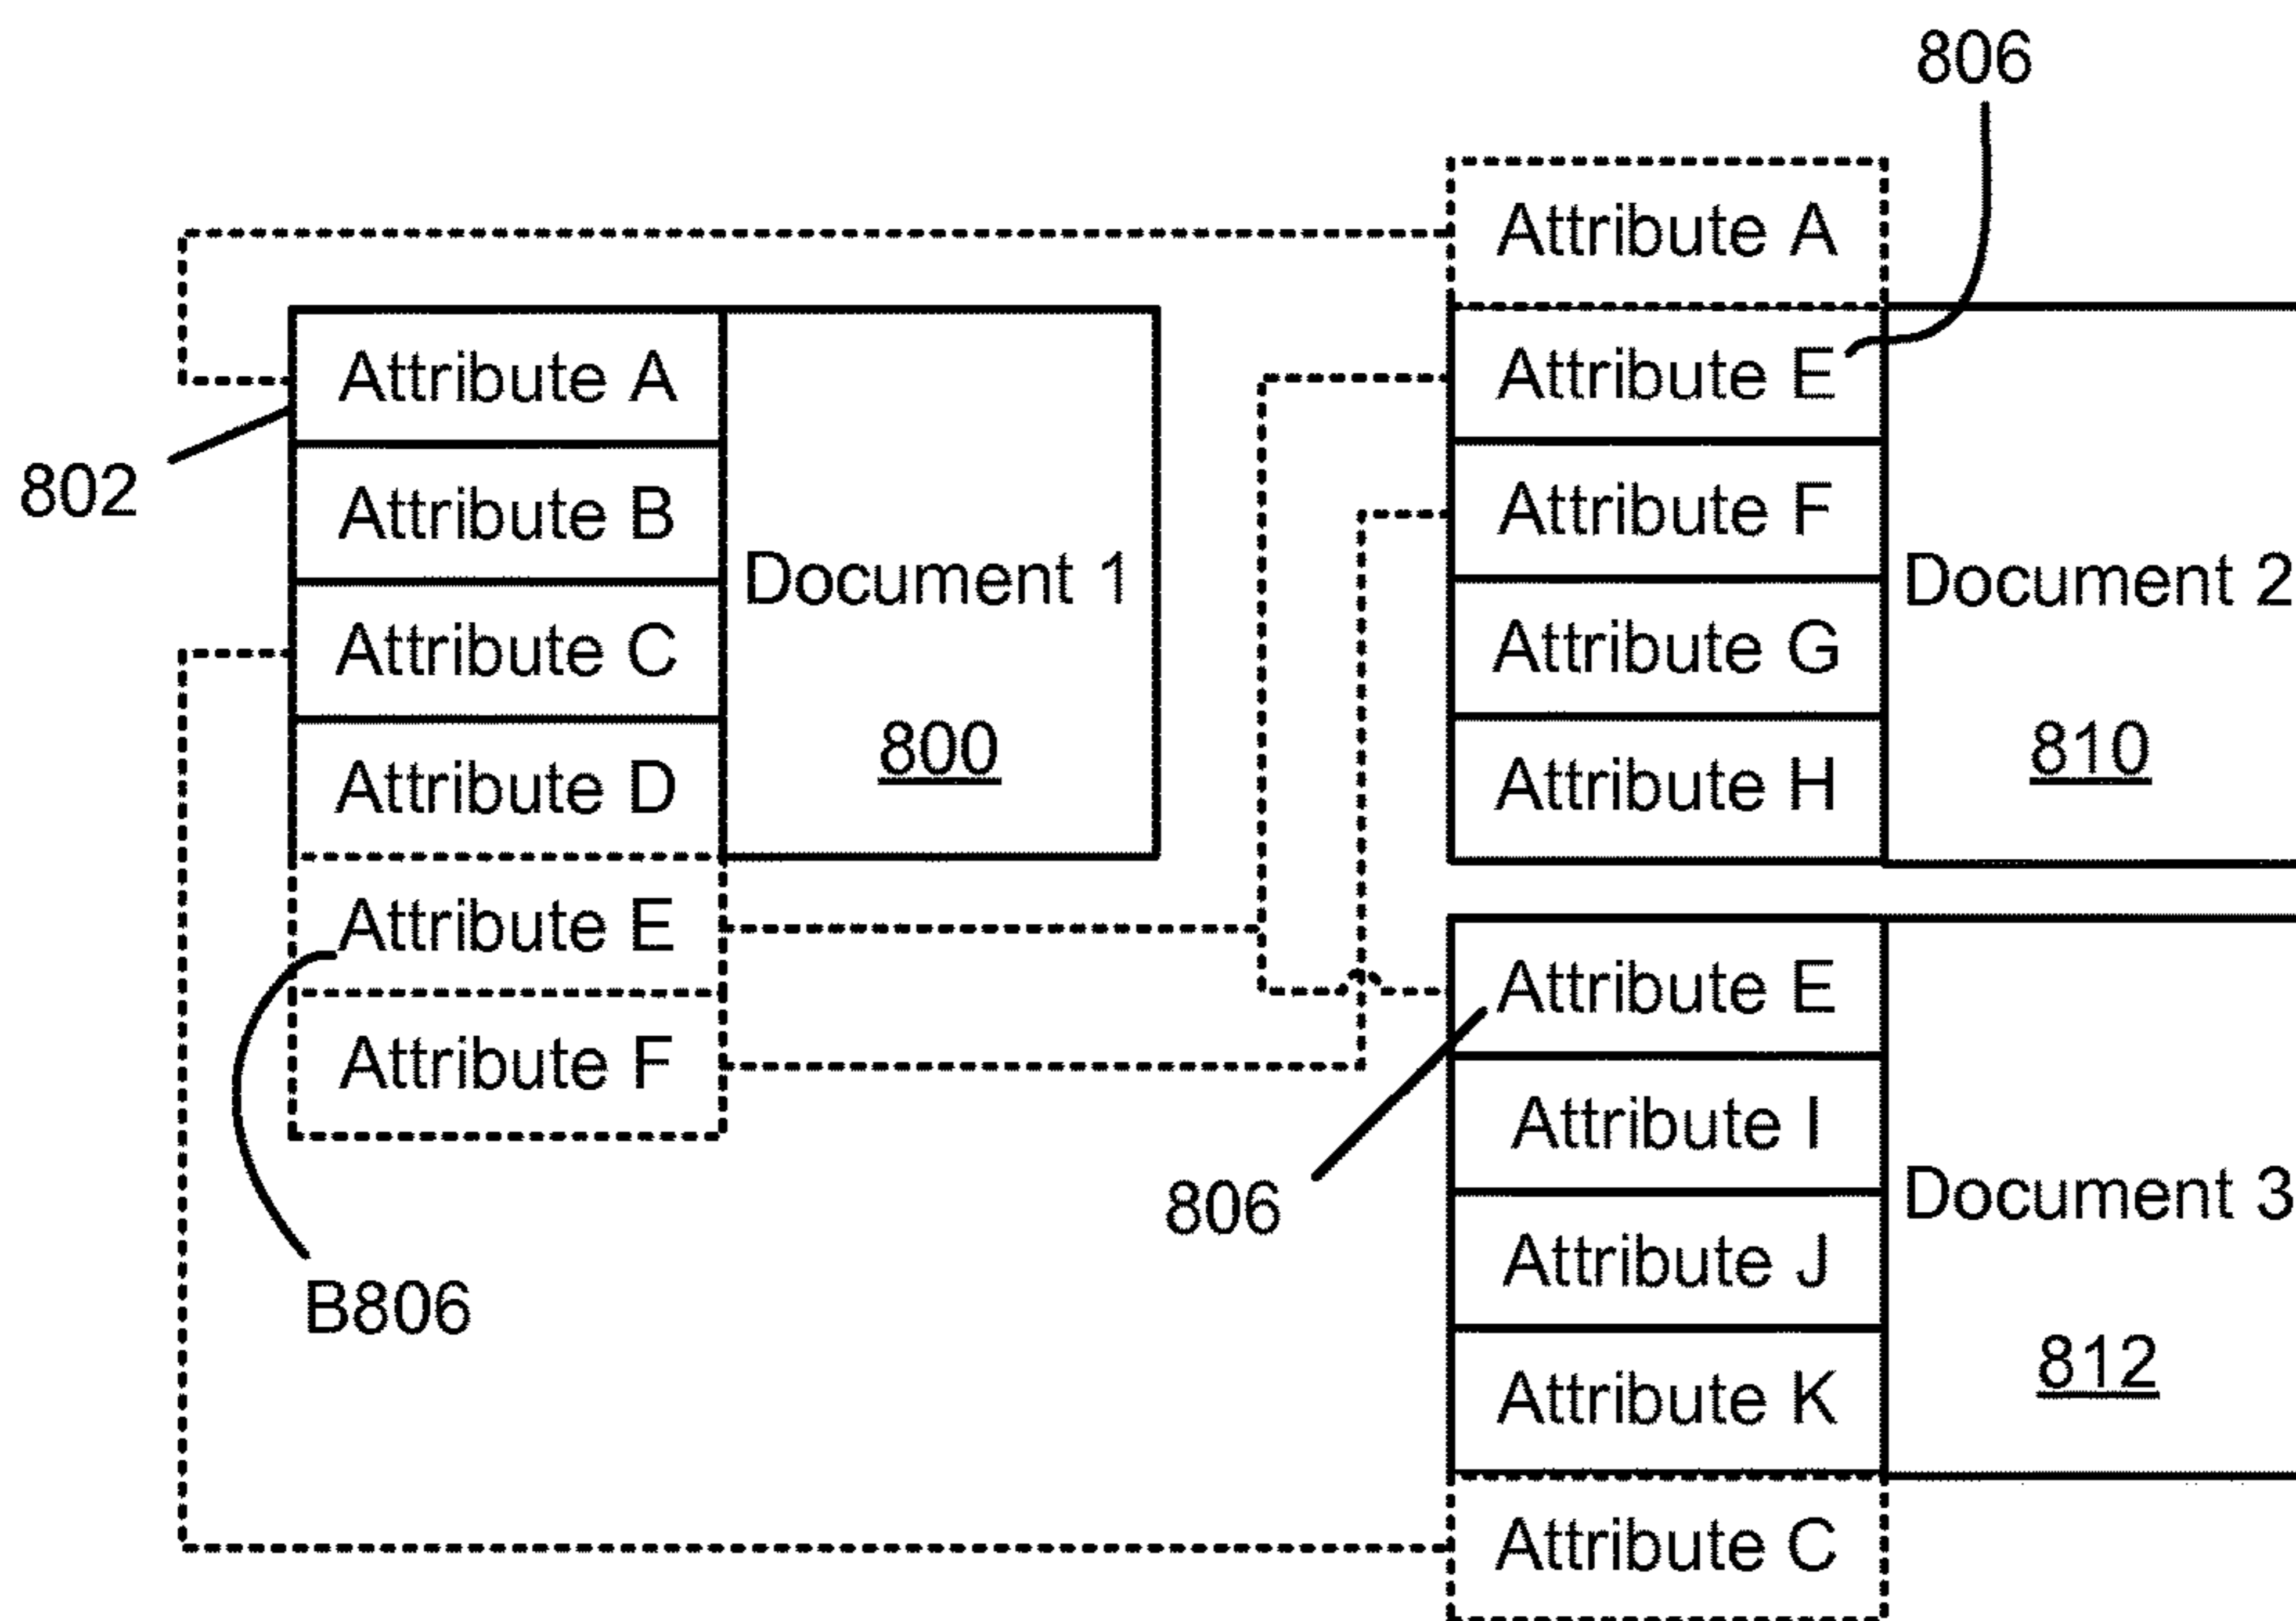 806
Attribute A
Attribute A
Attribute E
802
Attribute B
Attribute F
Document 1
Document 2
Attribute C
Attribute G
800
810
Attribute D
Attribute H
Attribute E
Attribute E
Attribute F
Attribute I
806
Document 3
B806
Attribute J
812
Attribute K
Attribute C